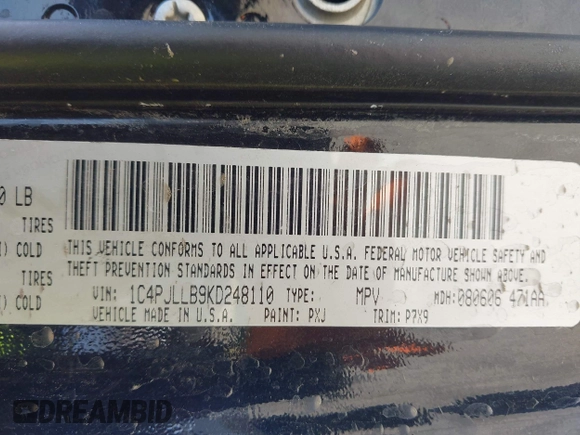 0 LB
TIRES
) COLD
TIRES
) COLD
THIS VEHICLE CONFORMS TO ALL APPLICABLE U.S.A. FEDERAL MOTOR VEHICLE SAFETY AND
THEFT PREVENTION STANDARDS IN EFFECT ON THE DATE OF MANUFACTURE SHOWN ABOVE.
VIN: 1C4PJLLB9KD248110 TYPE: MPV MDH: 080606 471AA
VEHICLE MADE IN U.S.A. PAINT: PXJ TRIM: P7X9
DREAMBID